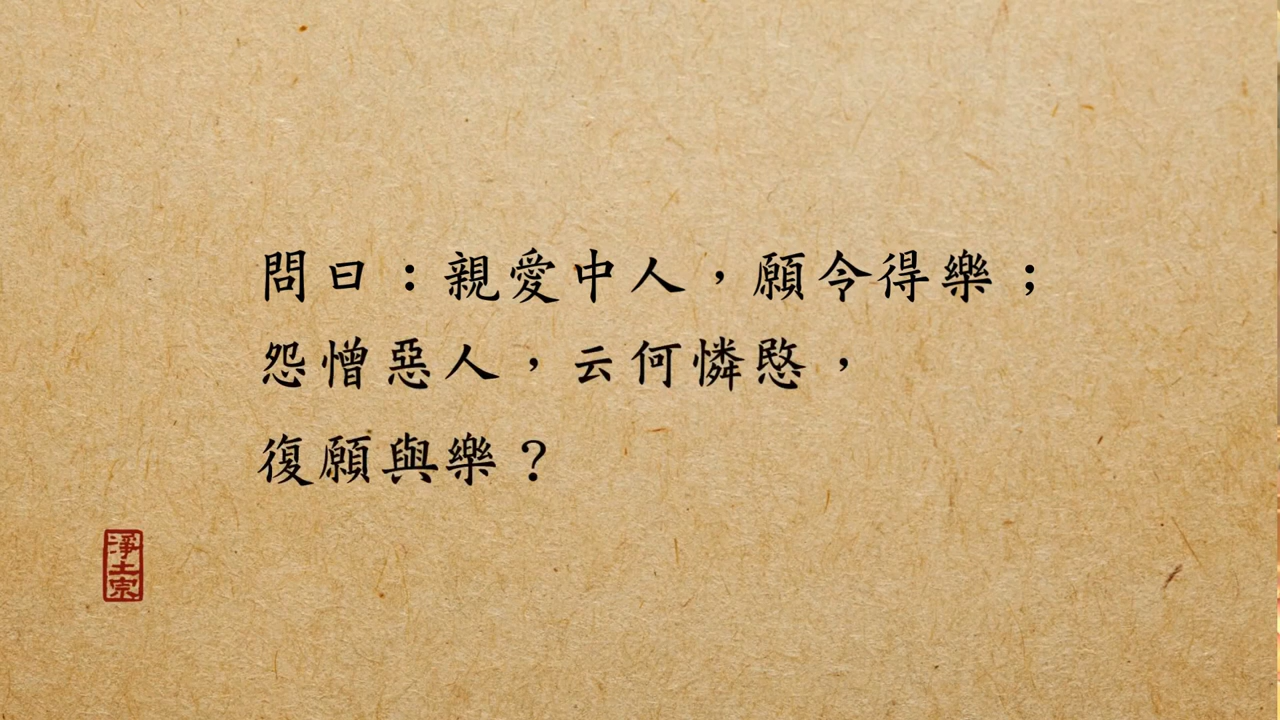 問曰：親愛中人，願令得樂；
怨憎惡人，云何憐愍，
復願與樂？
淨土宗